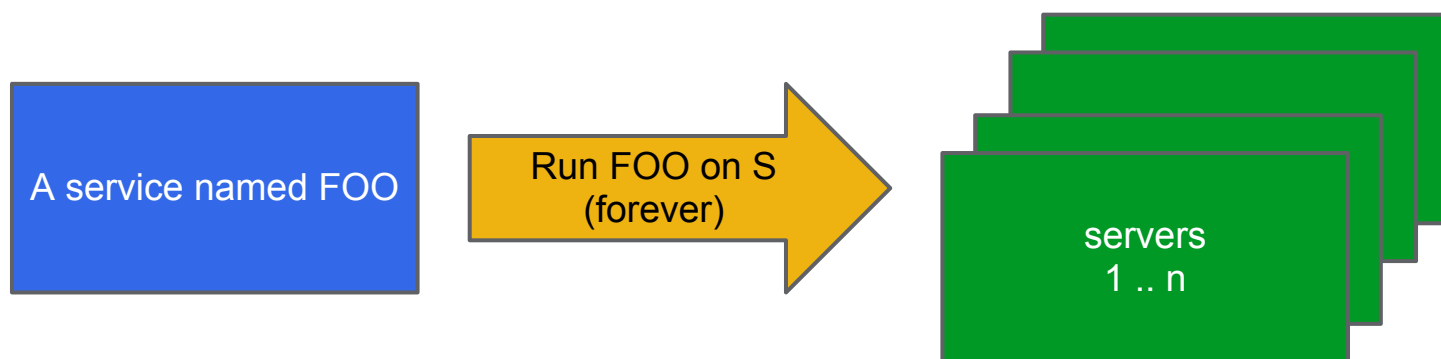 A service named FOO
Run FOO on S
(forever)
servers
1 .. n